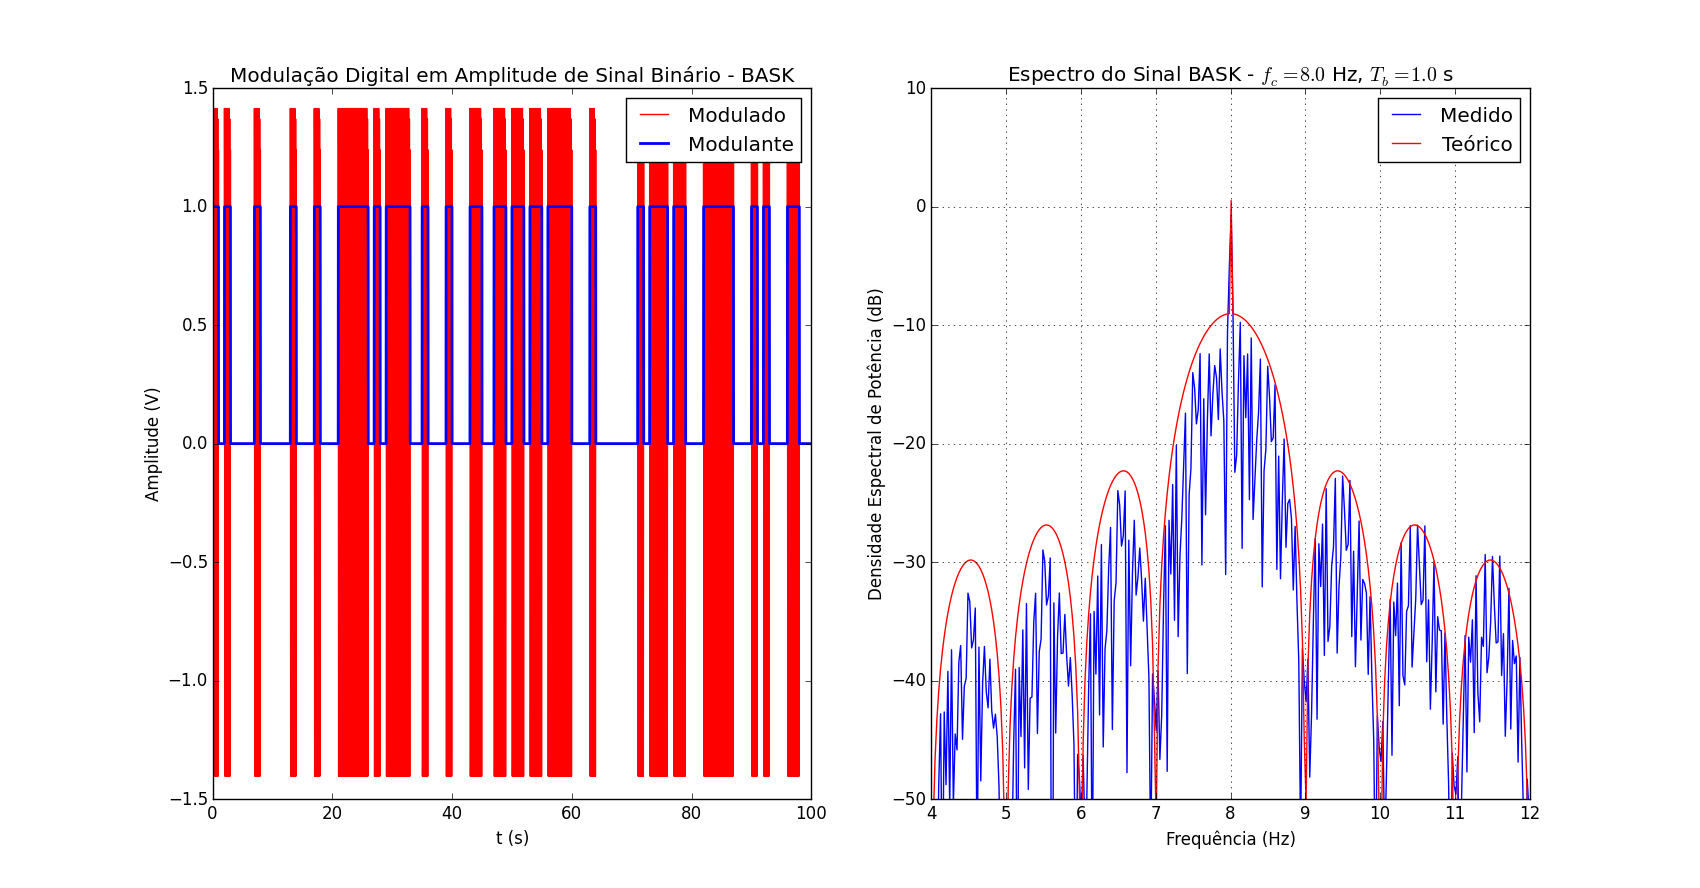 Modulação Digital em Amplitude de Sinal Binário - BASK
1.5
1.0
0.5
0.0
−0.5
−1.0
−1.5
Amplitude (V)
Modulado
Modulante
0
20
40
60
80
100
t (s)
Espectro do Sinal BASK - f_c = 8.0 Hz, T_b = 1.0 s
10
0
−10
−20
−30
−40
−50
Densidade Espectral de Potência (dB)
Medido
Teórico
4
5
6
7
8
9
10
11
12
Frequência (Hz)